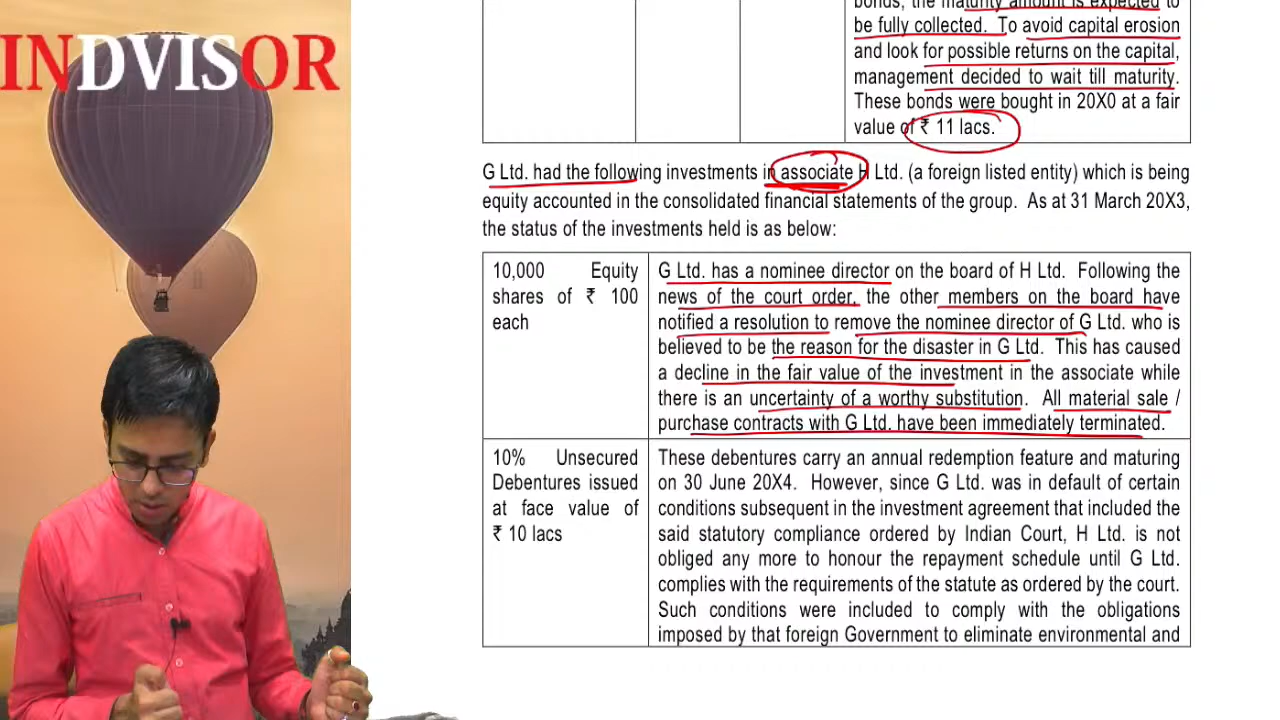 INDVISOR
bonds, the maturity amount is expected to
be fully collected. To avoid capital erosion
and look for possible returns on the capital,
management decided to wait till maturity.
These bonds were bought in 20X0 at a fair
value of ₹ 11 lacs.
G Ltd. had the following investments in associate H Ltd. (a foreign listed entity) which is being
equity accounted in the consolidated financial statements of the group. As at 31 March 20X3,
the status of the investments held is as below:
10,000 Equity
shares of ₹ 100
each
G Ltd. has a nominee director on the board of H Ltd. Following the
news of the court order, the other members on the board have
notified a resolution to remove the nominee director of G Ltd. who is
believed to be the reason for the disaster in G Ltd. This has caused
a decline in the fair value of the investment in the associate while
there is an uncertainty of a worthy substitution. All material sale /
purchase contracts with G Ltd. have been immediately terminated.
10% Unsecured
Debentures issued
at face value of
₹ 10 lacs
These debentures carry an annual redemption feature and maturing
on 30 June 20X4. However, since G Ltd. was in default of certain
conditions subsequent in the investment agreement that included the
said statutory compliance ordered by Indian Court, H Ltd. is not
obliged any more to honour the repayment schedule until G Ltd.
complies with the requirements of the statute as ordered by the court.
Such conditions were included to comply with the obligations
imposed by that foreign Government to eliminate environmental and